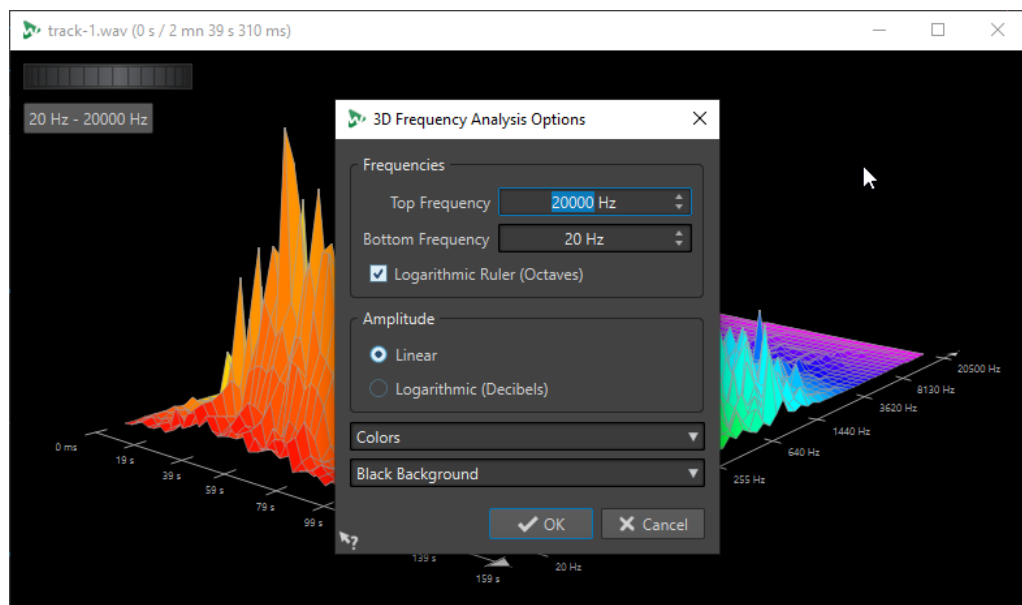 track-1.wav (0 s / 2 mn 39 s 310 ms)
20 Hz - 20000 Hz
3D Frequency Analysis Options
Frequencies
Top Frequency 20000 Hz
Bottom Frequency 20 Hz
Logarithmic Ruler (Octaves)
Amplitude
Linear
Logarithmic (Decibels)
Colors
Black Background
OK Cancel
?
0 ms
19 s
39 s
59 s
79 s
99 s
139 s
159 s
20 Hz
255 Hz
640 Hz
1440 Hz
3620 Hz
8130 Hz
20500 Hz